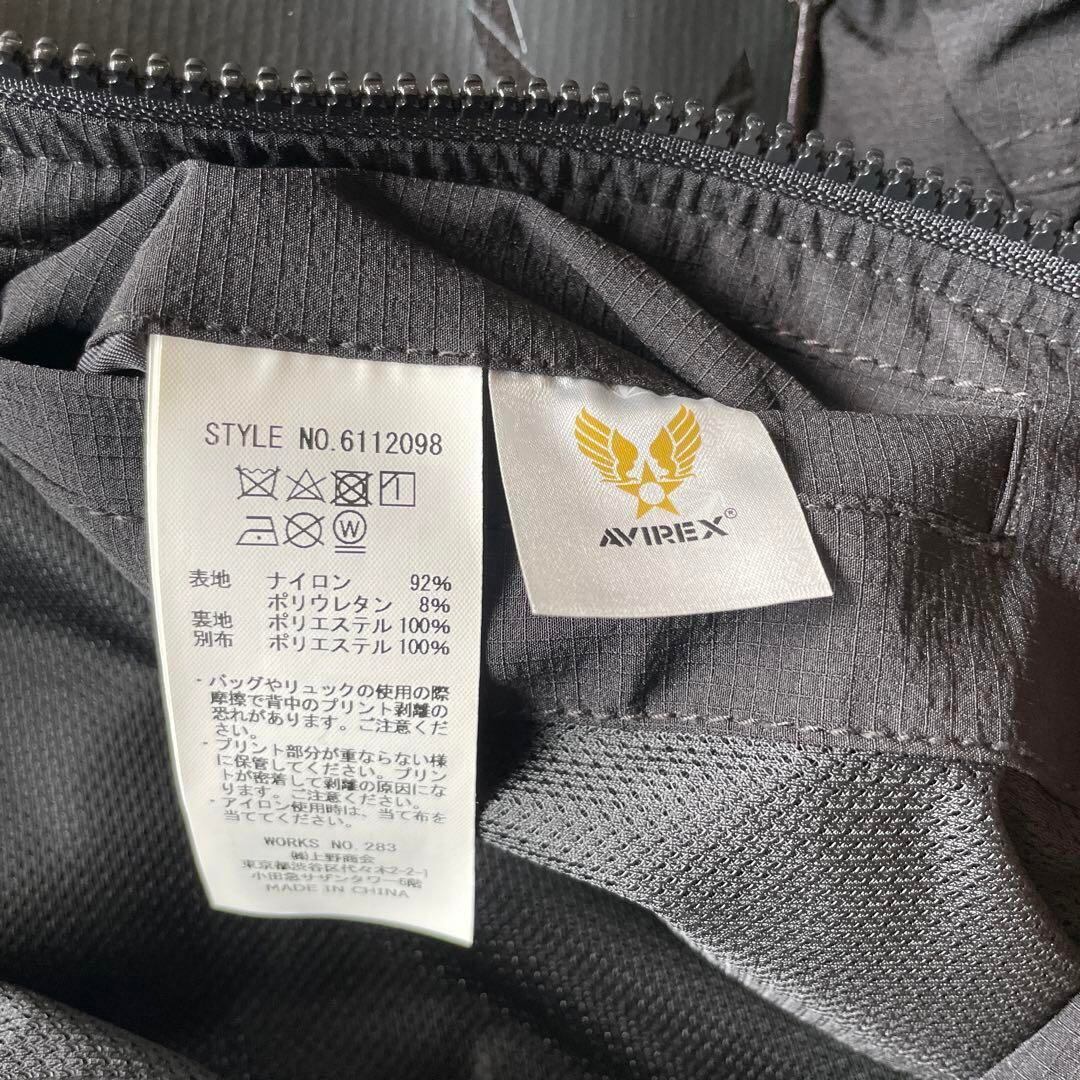 STYLE NO.6112098
W
表地 ナイロン 92%
ポリウレタン 8%
裏地 ポリエステル 100%
別布 ポリエステル 100%
・バッグやリュックの使用の際
摩擦で背中のプリント剥離の
恐れがあります。ご注意くだ
さい。
・プリント部分が重ならない様
に保管してください。プリン
トが密着して剥離の原因にな
ります。ご注意ください。
・アイロン使用時は、当て布を
当ててください。
WORKS NO.283
㈱上野商会
東京都渋谷区代々木2-2-1
小田急サザンタワー6階
MADE IN CHINA
AVIREX®